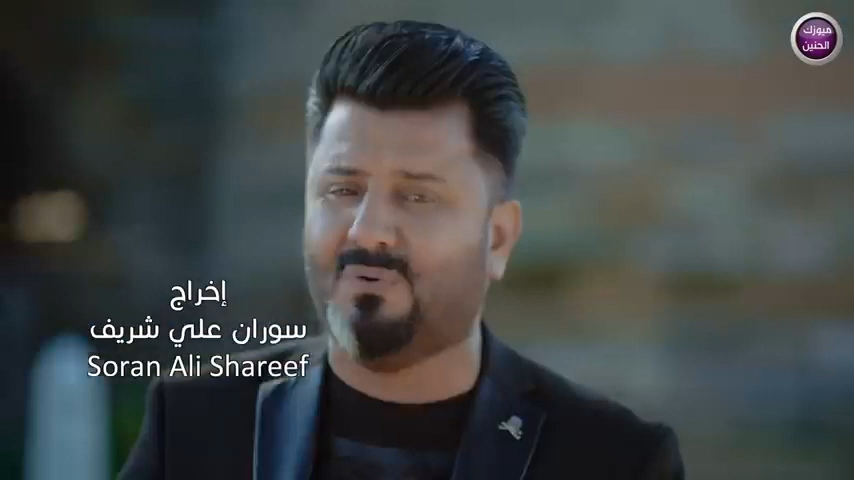 ميوزك
الحنين
إخراج
سوران علي شريف
Soran Ali Shareef